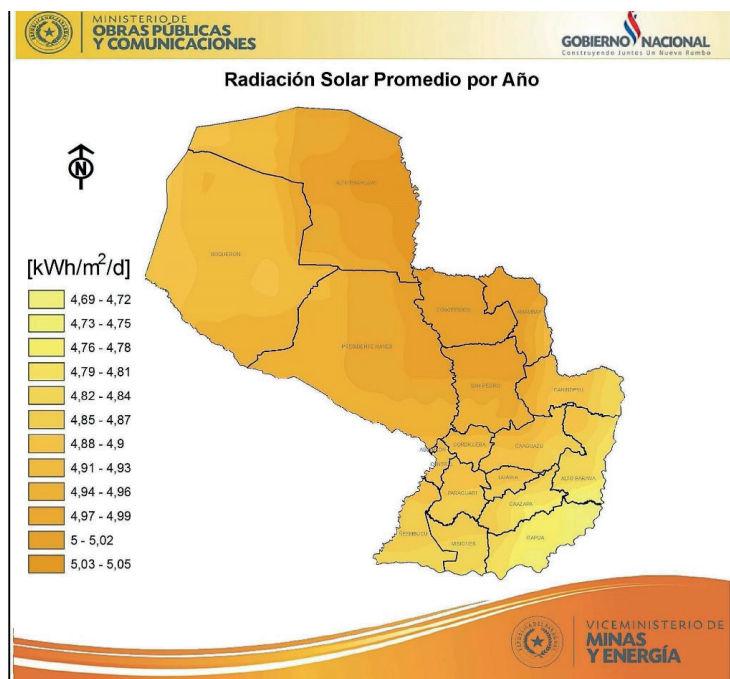 MINISTERIO DE
OBRAS PÚBLICAS
Y COMUNICACIONES
GOBIERNO NACIONAL
Construyendo Juntos Un Nuevo Rumbo
Radiación Solar Promedio por Año
N
ALTO PARAGUAY
BOQUERON
[kWh/m²/d]
4,69 - 4,72
4,73 - 4,75
4,76 - 4,78
4,79 - 4,81
4,82 - 4,84
4,85 - 4,87
4,88 - 4,9
4,91 - 4,93
4,94 - 4,96
4,97 - 4,99
5 - 5,02
5,03 - 5,05
CONCEPCION
AMAMBAY
PRESIDENTE HAYES
SAN PEDRO
CANINDEYU
CORDILLERA
CAAGUAZU
CENTRAL
GUAIRA
ALTO PARANA
PARAGUARI
CAAZAPA
ÑEEMBUCU
MISIONES
ITAPUA
VICEMINISTERIO DE
MINAS
Y ENERGÍA